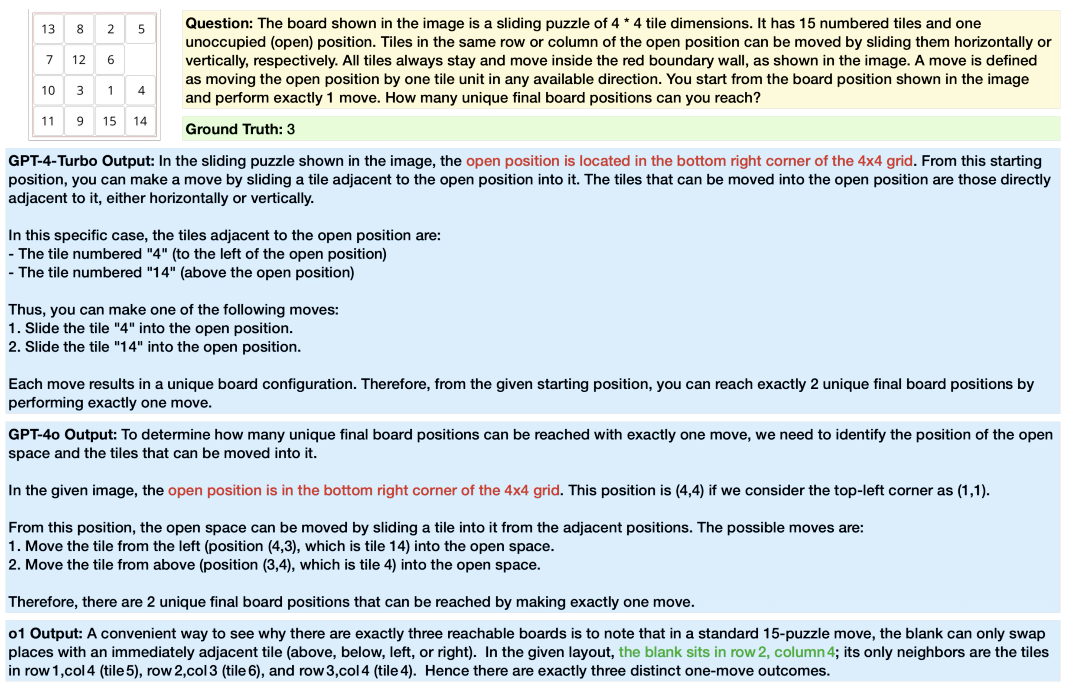 13 8 2 5
7 12 6
10 3 1 4
11 9 15 14
Question: The board shown in the image is a sliding puzzle of 4 * 4 tile dimensions. It has 15 numbered tiles and one
unoccupied (open) position. Tiles in the same row or column of the open position can be moved by sliding them horizontally or
vertically, respectively. All tiles always stay and move inside the red boundary wall, as shown in the image. A move is defined
as moving the open position by one tile unit in any available direction. You start from the board position shown in the image
and perform exactly 1 move. How many unique final board positions can you reach?
Ground Truth: 3
GPT-4-Turbo Output: In the sliding puzzle shown in the image, the open position is located in the bottom right corner of the 4x4 grid. From this starting
position, you can make a move by sliding a tile adjacent to the open position into it. The tiles that can be moved into the open position are those directly
adjacent to it, either horizontally or vertically.
In this specific case, the tiles adjacent to the open position are:
- The tile numbered "4" (to the left of the open position)
- The tile numbered "14" (above the open position)
Thus, you can make one of the following moves:
1. Slide the tile "4" into the open position.
2. Slide the tile "14" into the open position.
Each move results in a unique board configuration. Therefore, from the given starting position, you can reach exactly 2 unique final board positions by
performing exactly one move.
GPT-4o Output: To determine how many unique final board positions can be reached with exactly one move, we need to identify the position of the open
space and the tiles that can be moved into it.
In the given image, the open position is in the bottom right corner of the 4x4 grid. This position is (4,4) if we consider the top-left corner as (1,1).
From this position, the open space can be moved by sliding a tile into it from the adjacent positions. The possible moves are:
1. Move the tile from the left (position (4,3), which is tile 14) into the open space.
2. Move the tile from above (position (3,4), which is tile 4) into the open space.
Therefore, there are 2 unique final board positions that can be reached by making exactly one move.
o1 Output: A convenient way to see why there are exactly three reachable boards is to note that in a standard 15-puzzle move, the blank can only swap
places with an immediately adjacent tile (above, below, left, or right). In the given layout, the blank sits in row 2, column 4; its only neighbors are the tiles
in row 1,col 4 (tile 5), row 2,col 3 (tile 6), and row 3,col 4 (tile 4). Hence there are exactly three distinct one-move outcomes.